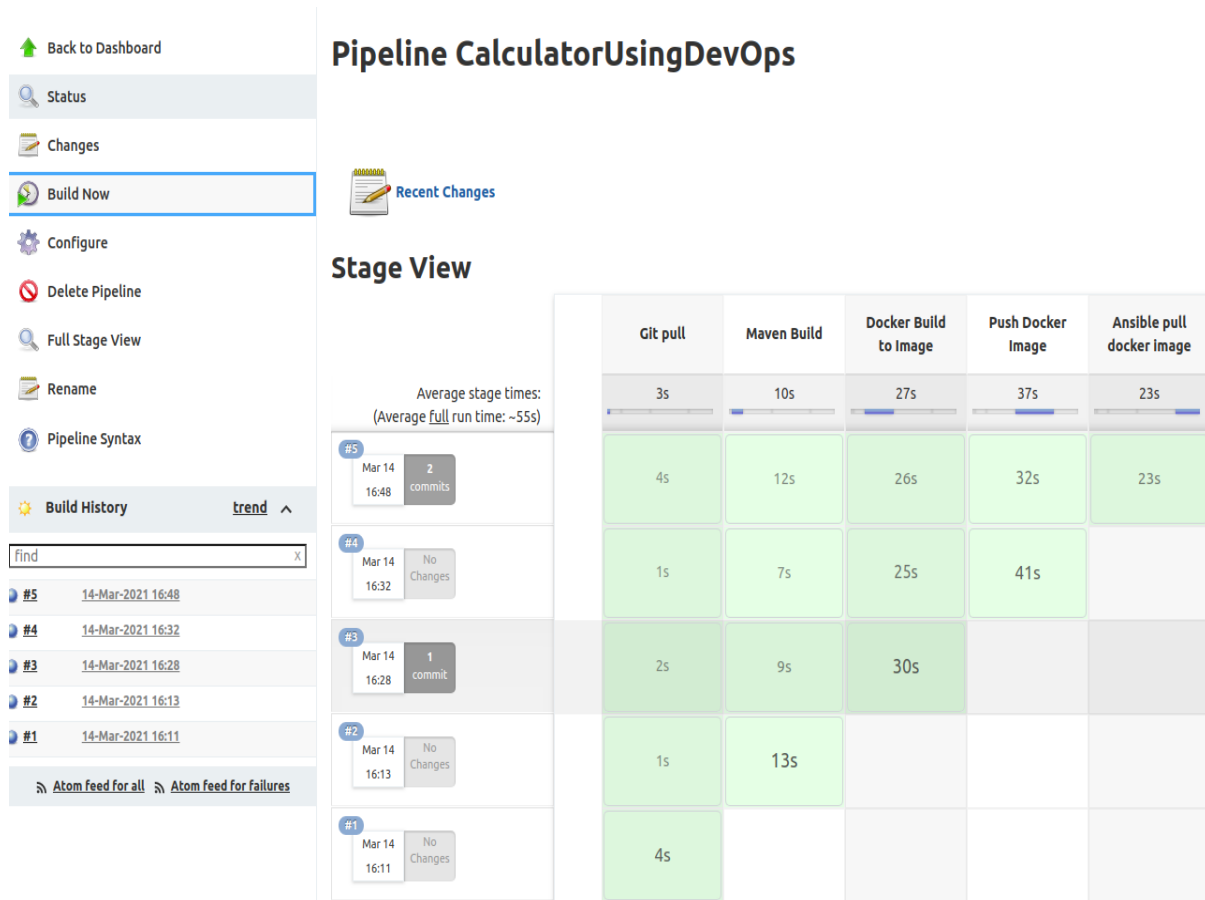 Back to Dashboard
Status
Changes
Build Now
Configure
Delete Pipeline
Full Stage View
Rename
Pipeline Syntax
Build History trend
find x
#5 14-Mar-2021 16:48
#4 14-Mar-2021 16:32
#3 14-Mar-2021 16:28
#2 14-Mar-2021 16:13
#1 14-Mar-2021 16:11
Atom feed for all Atom feed for failures
Pipeline CalculatorUsingDevOps
Recent Changes
Stage View
Git pull Maven Build Docker Build to Image Push Docker Image Ansible pull docker image
Average stage times: 3s 10s 27s 37s 23s
(Average full run time: ~55s)
#5
Mar 14 2
16:48 commits
4s 12s 26s 32s 23s
#4
Mar 14 No
16:32 Changes
1s 7s 25s 41s
#3
Mar 14 1
16:28 commit
2s 9s 30s
#2
Mar 14 No
16:13 Changes
1s 13s
#1
Mar 14 No
16:11 Changes
4s